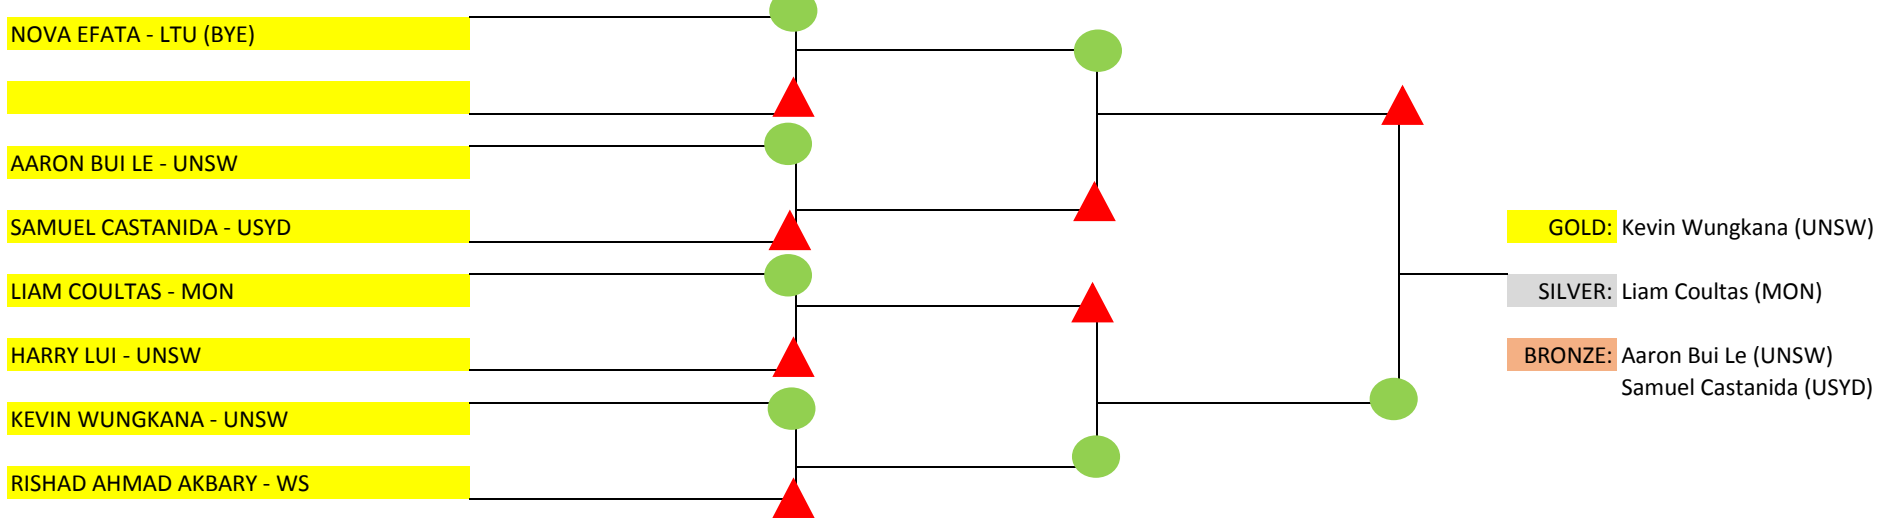 NOVA EFATA - LTU (BYE)
AARON BUI LE - UNSW
SAMUEL CASTANIDA - USYD
LIAM COULTAS - MON
HARRY LUI - UNSW
KEVIN WUNGKANA - UNSW
RISHAD AHMAD AKBARY - WS
GOLD: Kevin Wungkana (UNSW)
SILVER: Liam Coultas (MON)
BRONZE: Aaron Bui Le (UNSW)
Samuel Castanida (USYD)